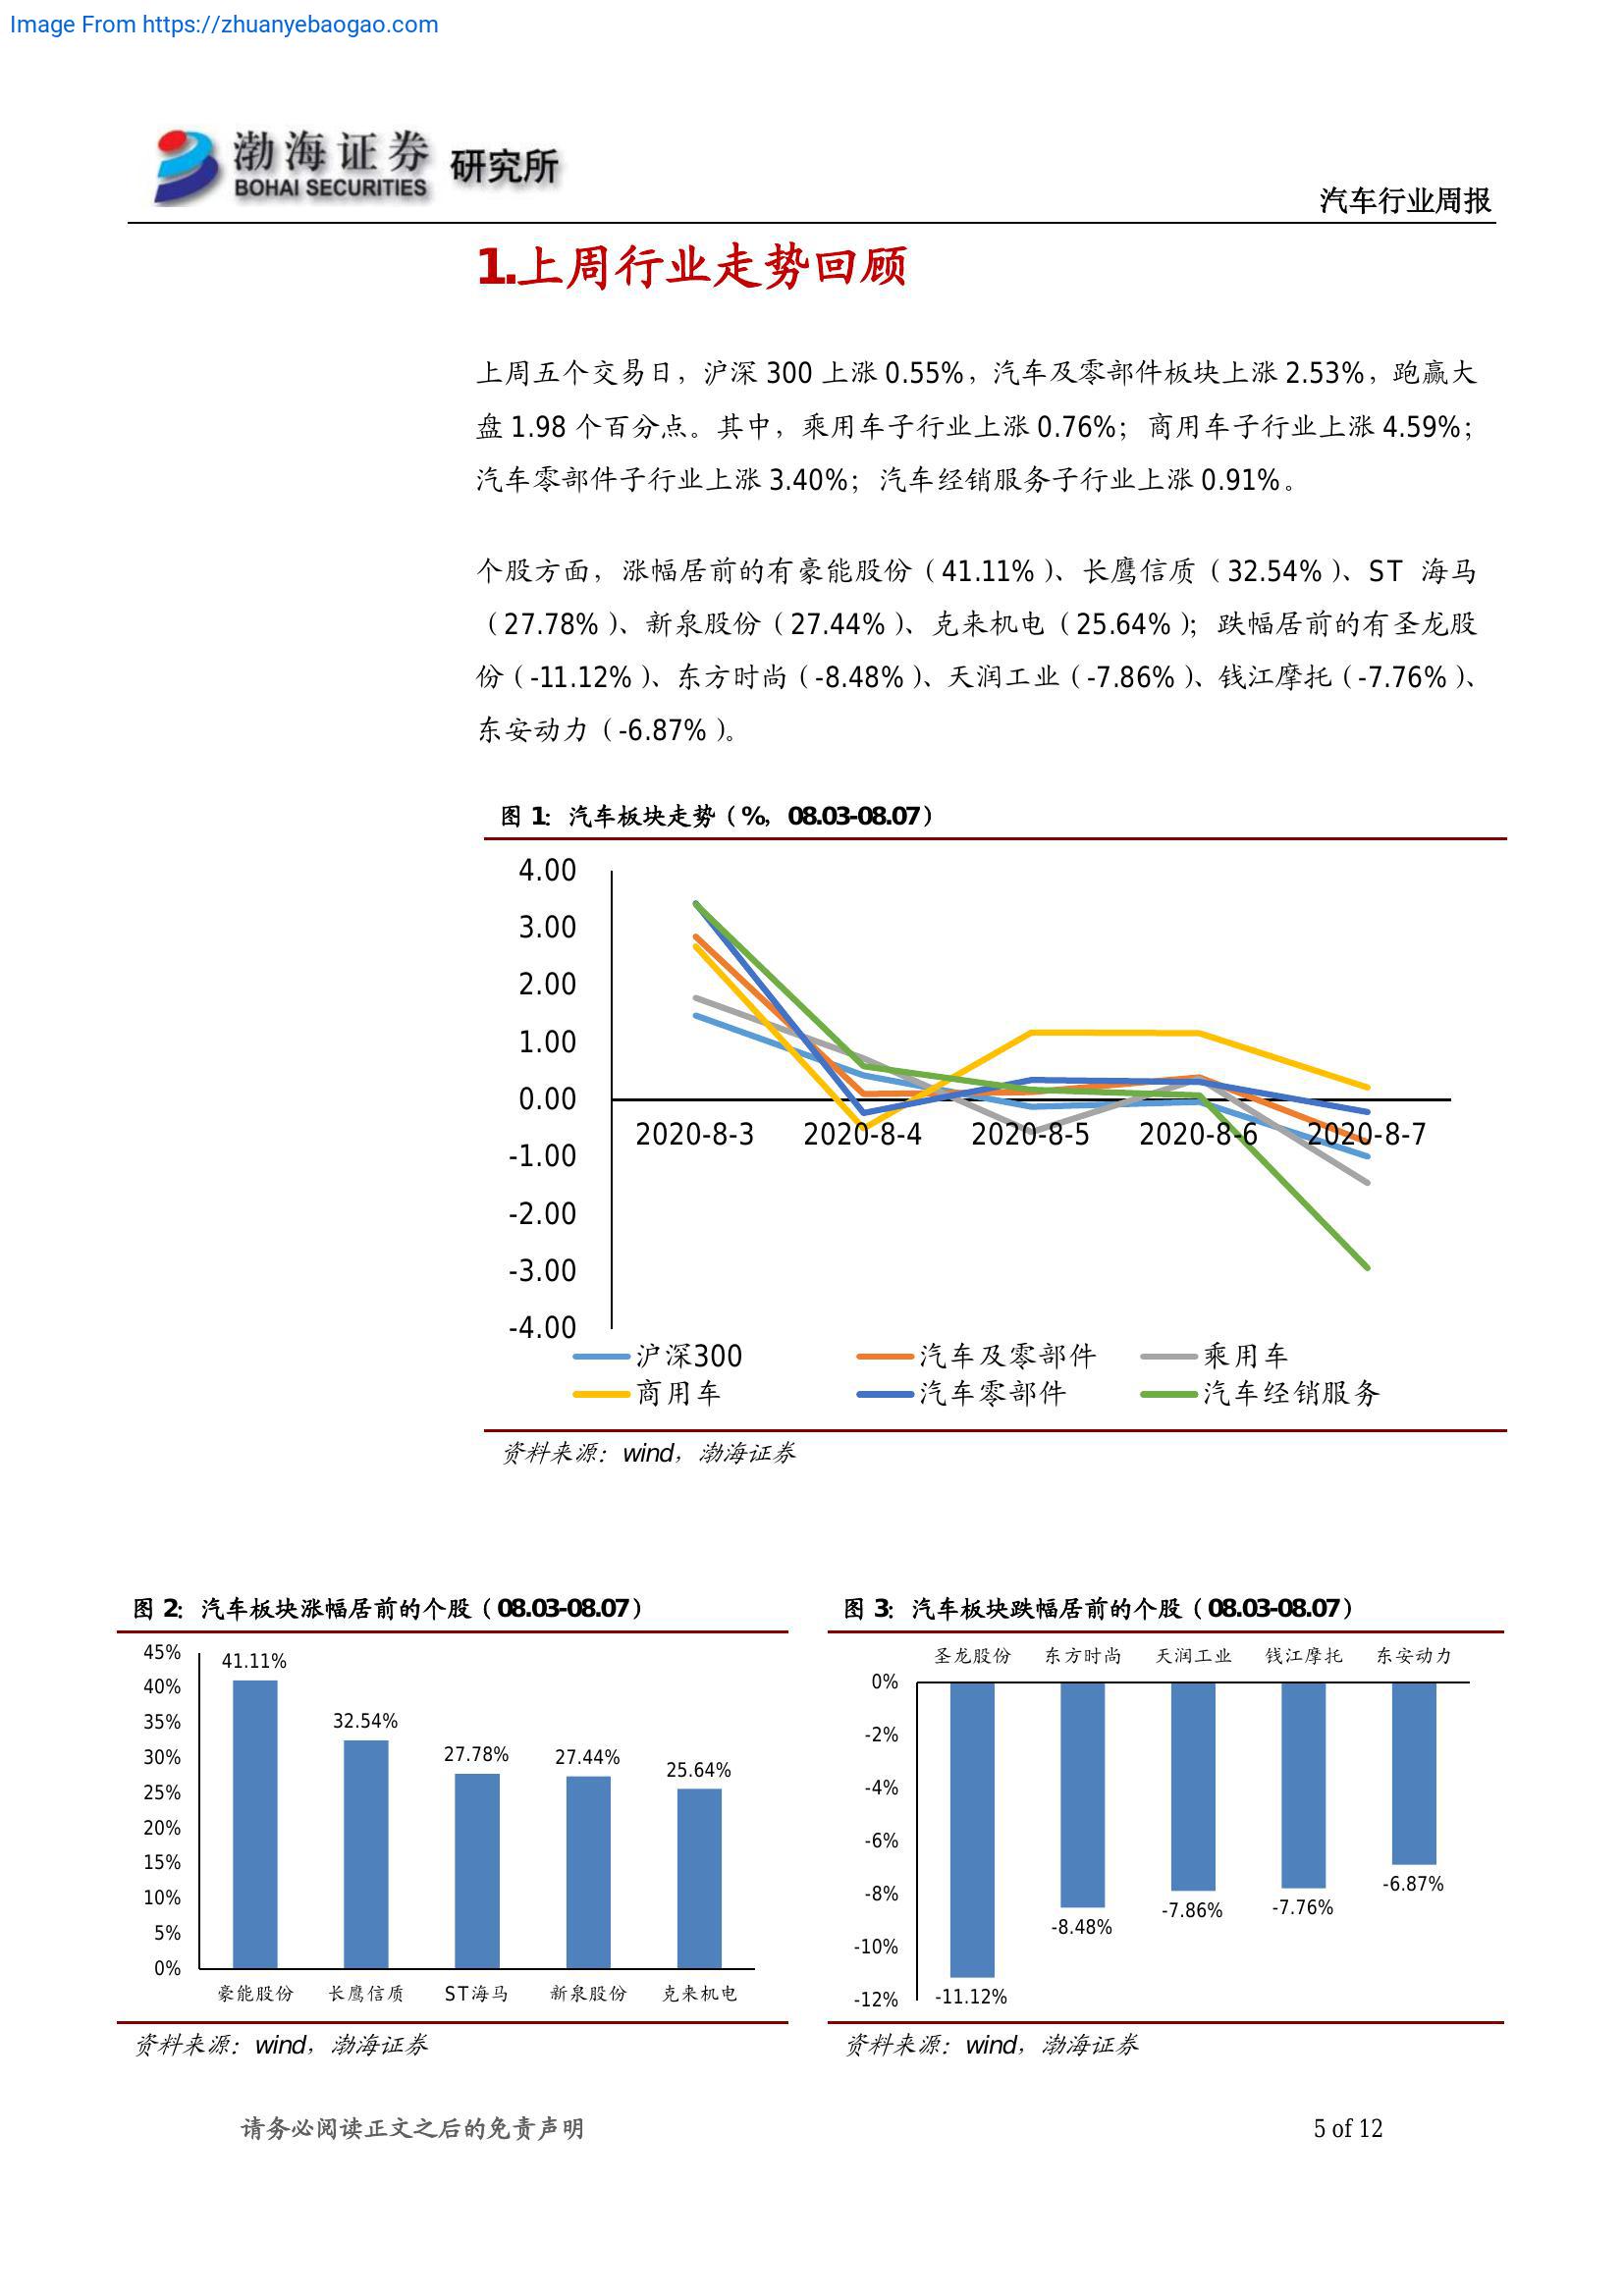 Image From https://zhuanyebaogao.com
渤海证券 研究所
BOHAI SECURITIES
汽车行业周报
1.上周行业走势回顾
上周五个交易日，沪深 300 上涨 0.55%，汽车及零部件板块上涨 2.53%，跑赢大
盘 1.98 个百分点。其中，乘用车子行业上涨 0.76%；商用车子行业上涨 4.59%；
汽车零部件子行业上涨 3.40%；汽车经销服务子行业上涨 0.91%。
个股方面，涨幅居前的有豪能股份（41.11%）、长鹰信质（32.54%）、ST 海马
（27.78%）、新泉股份（27.44%）、克来机电（25.64%）；跌幅居前的有圣龙股
份（-11.12%）、东方时尚（-8.48%）、天润工业（-7.86%）、钱江摩托（-7.76%）、
东安动力（-6.87%）。
图 1：汽车板块走势（%，08.03-08.07）
4.00
3.00
2.00
1.00
0.00
-1.00
-2.00
-3.00
-4.00
2020-8-3 2020-8-4 2020-8-5 2020-8-6 2020-8-7
沪深300 汽车及零部件 乘用车
商用车 汽车零部件 汽车经销服务
资料来源：wind，渤海证券
图 2：汽车板块涨幅居前的个股（08.03-08.07）
45%
40%
35%
30%
25%
20%
15%
10%
5%
0%
41.11% 32.54% 27.78% 27.44% 25.64%
豪能股份 长鹰信质 ST海马 新泉股份 克来机电
资料来源：wind，渤海证券
图 3：汽车板块跌幅居前的个股（08.03-08.07）
圣龙股份 东方时尚 天润工业 钱江摩托 东安动力
0%
-2%
-4%
-6%
-8%
-10%
-12%
-11.12% -8.48% -7.86% -7.76% -6.87%
资料来源：wind，渤海证券
请务必阅读正文之后的免责声明 5 of 12